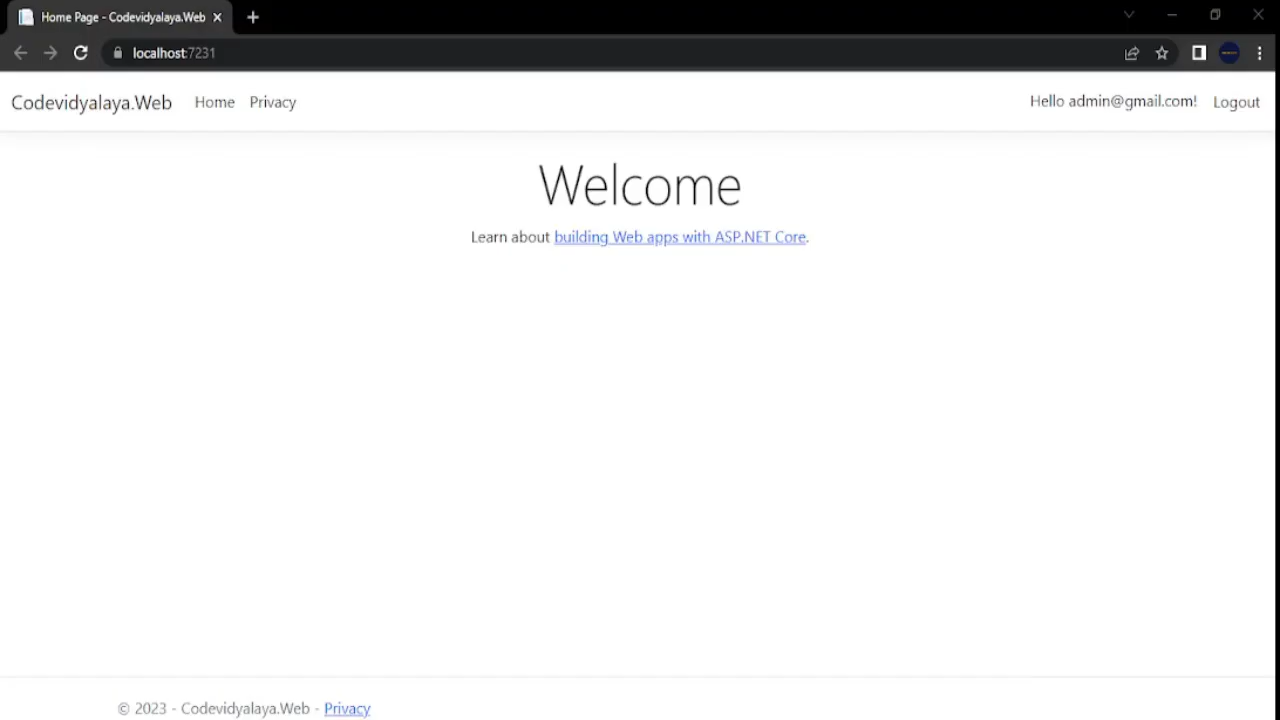 Home Page - Codevidyalaya.Web
localhost:7231
Codevidyalaya.Web Home Privacy Hello admin@gmail.com! Logout
Welcome
Learn about building Web apps with ASP.NET Core.
© 2023 - Codevidyalaya.Web - Privacy